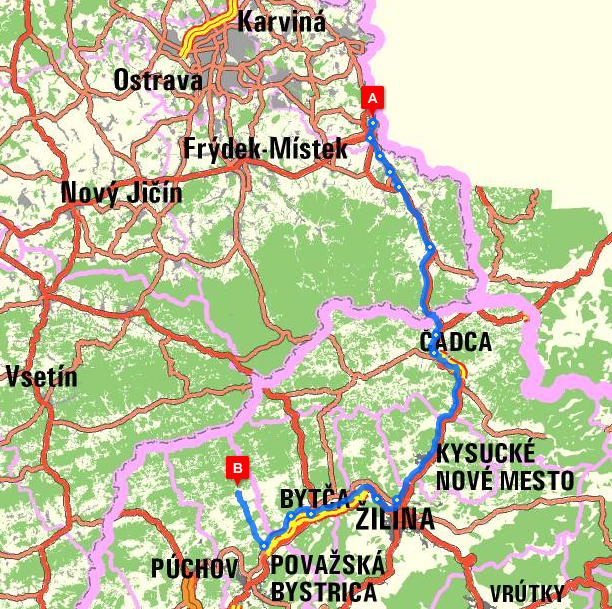 Karviná
Ostrava
A
Frýdek-Místek
Nový Jičín
ČADCA
Vsetín
KYSUCKÉ
NOVÉ MESTO
B
BYTČA
ŽILINA
PÚCHOV
POVAŽSKÁ
BYSTRICA
VRÚTKY